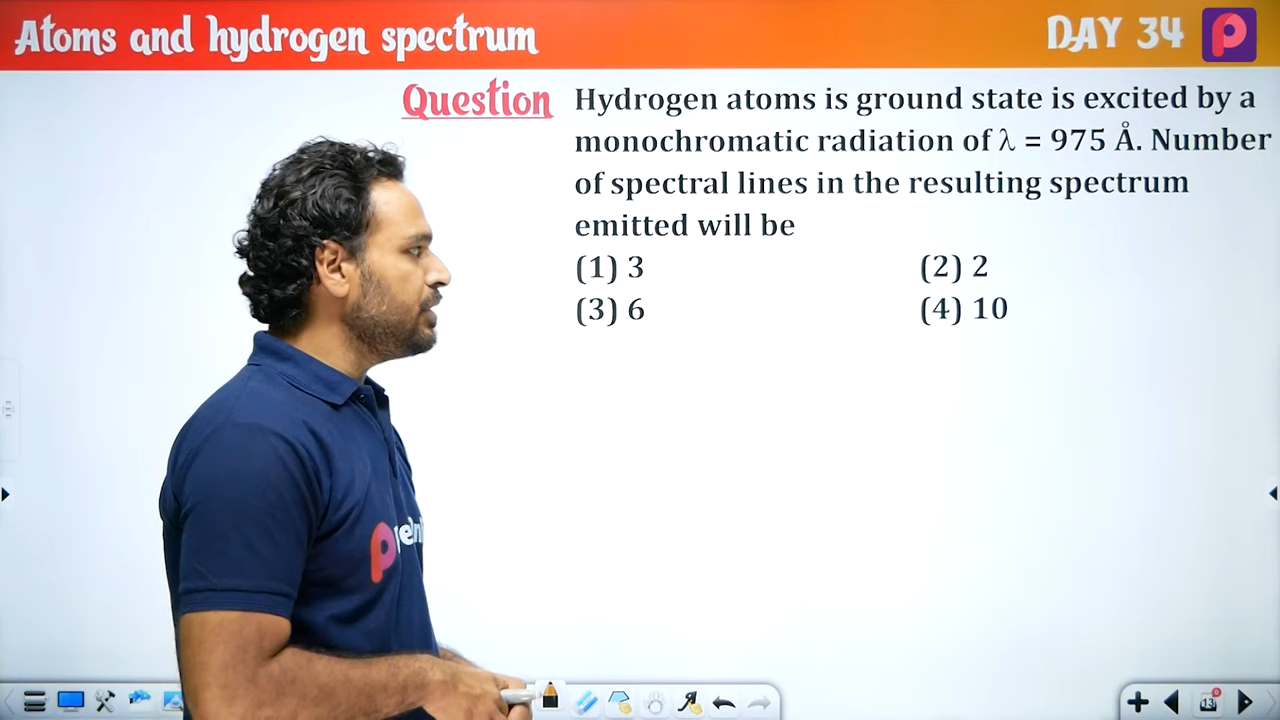 Atoms and hydrogen spectrum
DAY 34
Question
Hydrogen atoms is ground state is excited by a
monochromatic radiation of λ = 975 Å. Number
of spectral lines in the resulting spectrum
emitted will be
(1) 3
(2) 2
(3) 6
(4) 10
13